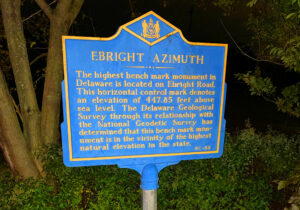 EBRIGHT AZIMUTH
The highest bench mark monument in
Delaware is located on Ebright Road.
This horizontal control mark denotes
an elevation of 447.85 feet above
sea level. The Delaware Geological
Survey through its relationship with
the National Geodetic Survey has
determined that this bench mark mon-
ument is in the vicinity of the highest
natural elevation in the state.
NC-88